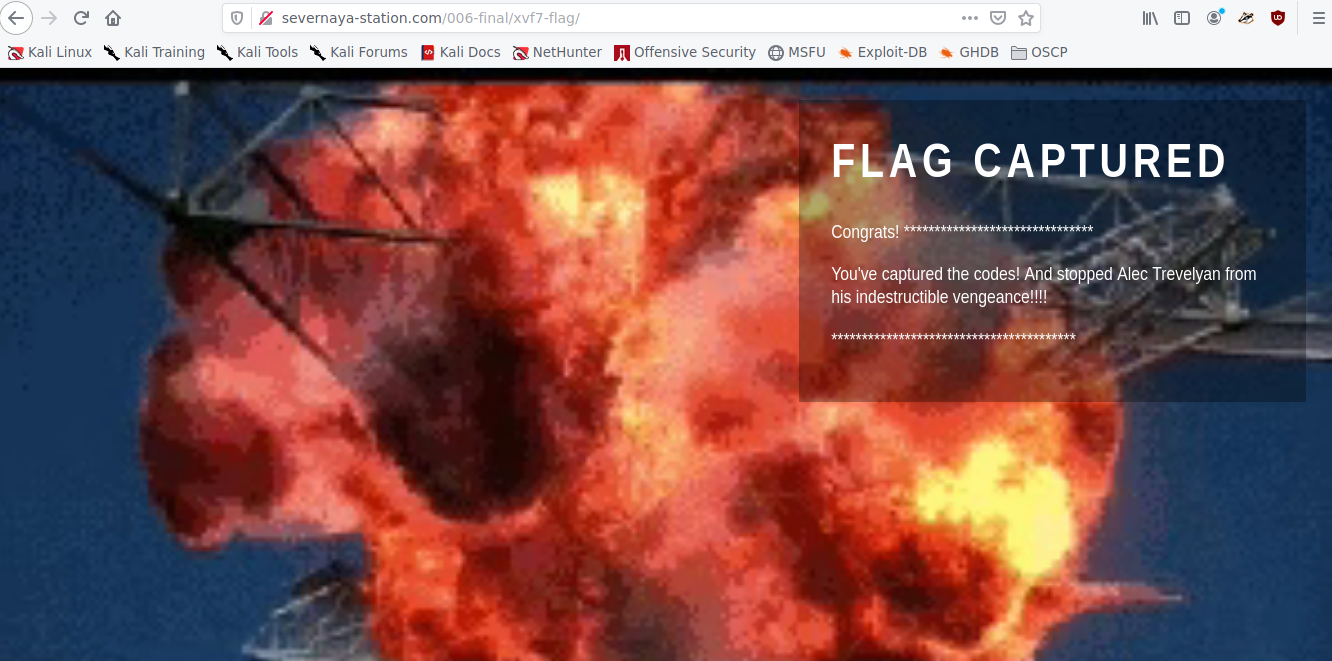 severnaya-station.com/006-final/xvf7-flag/
Kali Linux Kali Training Kali Tools Kali Forums Kali Docs NetHunter Offensive Security MSFU Exploit-DB GHDB OSCP
FLAG CAPTURED
Congrats! *******************************
You've captured the codes! And stopped Alec Trevelyan from
his indestructible vengeance!!!!
****************************************